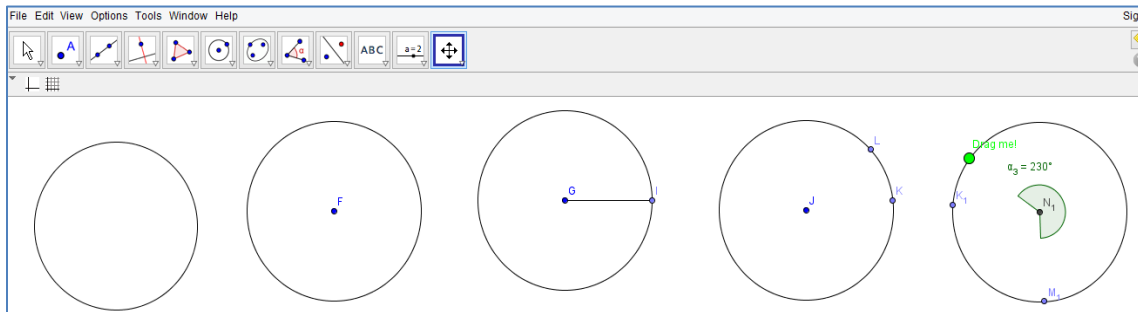 File Edit View Options Tools Window Help Sig
A α ABC a=2
L
Drag me!
α₃ = 230°
G I K K₁
F J N₁
M₁